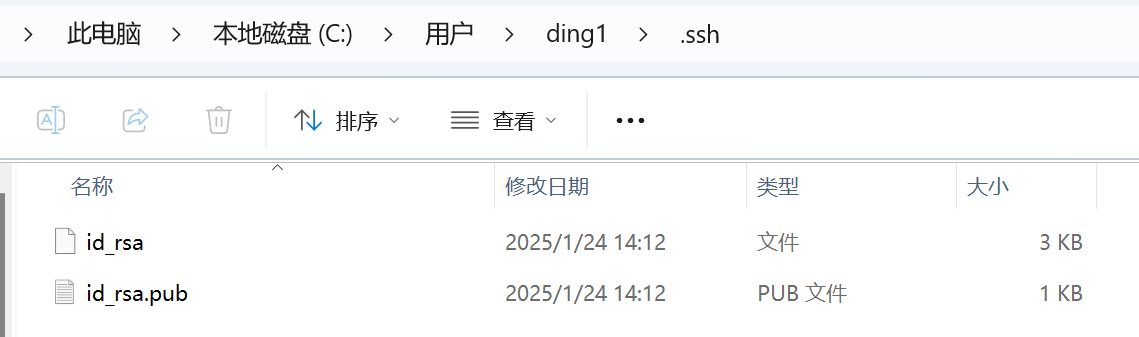 此电脑 本地磁盘 (C:) 用户 ding1 .ssh
排序 查看
名称 修改日期 类型 大小
id_rsa 2025/1/24 14:12 文件 3 KB
id_rsa.pub 2025/1/24 14:12 PUB 文件 1 KB